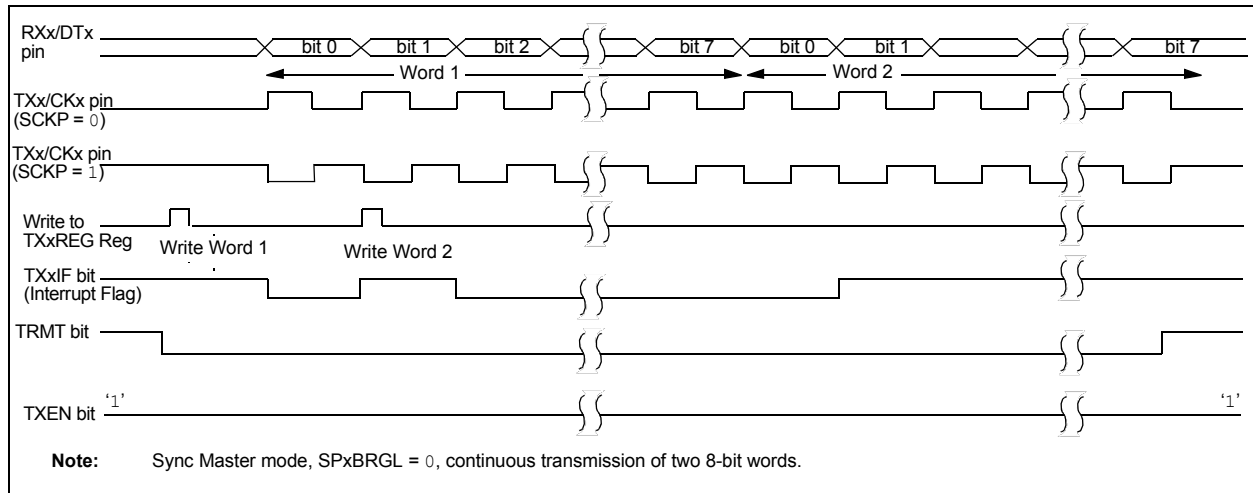 RXx/DTx
pin
bit 0 bit 1 bit 2 bit 7 bit 0 bit 1 bit 7
Word 1 Word 2
TXx/CKx pin
(SCKP = 0)
TXx/CKx pin
(SCKP = 1)
Write to
TXxREG Reg
Write Word 1 Write Word 2
TXxIF bit
(Interrupt Flag)
TRMT bit
TXEN bit
‘1’ ‘1’
Note: Sync Master mode, SPxBRGL = 0, continuous transmission of two 8-bit words.